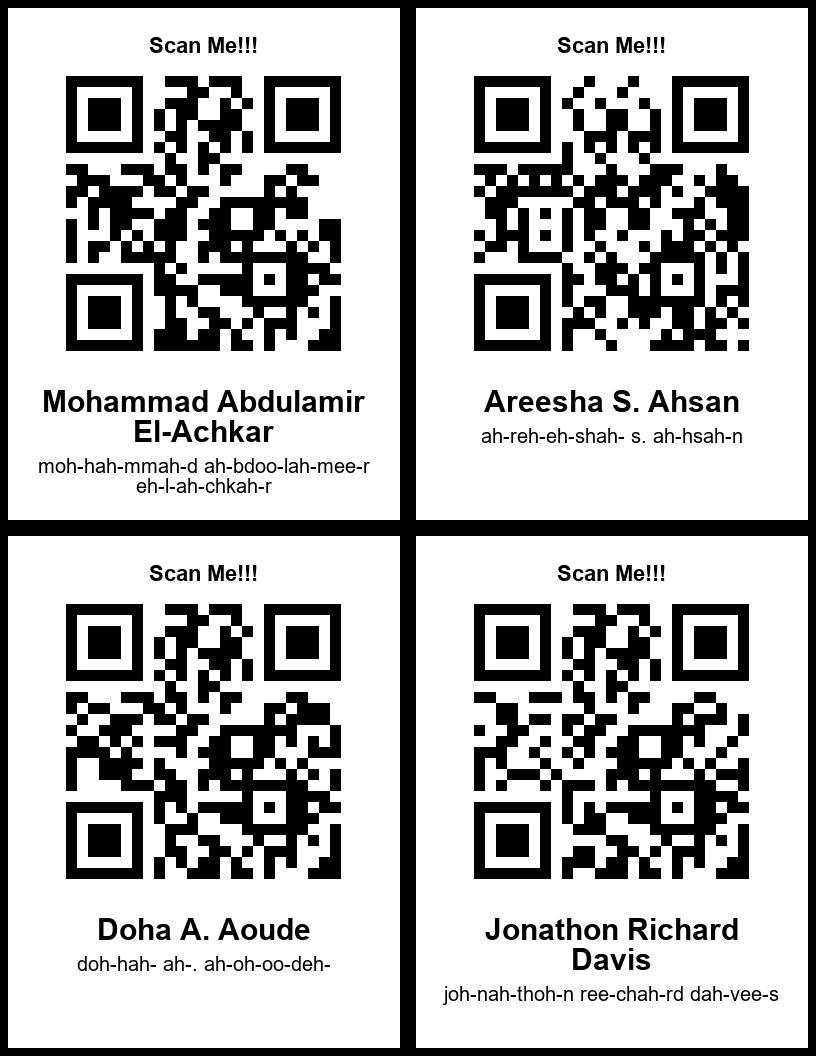 Scan Me!!!
Mohammad Abdulamir
El-Achkar
moh-hah-mmah-d ah-bdoo-lah-mee-r
eh-l-ah-chkah-r
Scan Me!!!
Areesha S. Ahsan
ah-reh-eh-shah- s. ah-hsah-n
Scan Me!!!
Doha A. Aoude
doh-hah- ah-. ah-oh-oo-deh-
Scan Me!!!
Jonathon Richard
Davis
joh-nah-thoh-n ree-chah-rd dah-vee-s